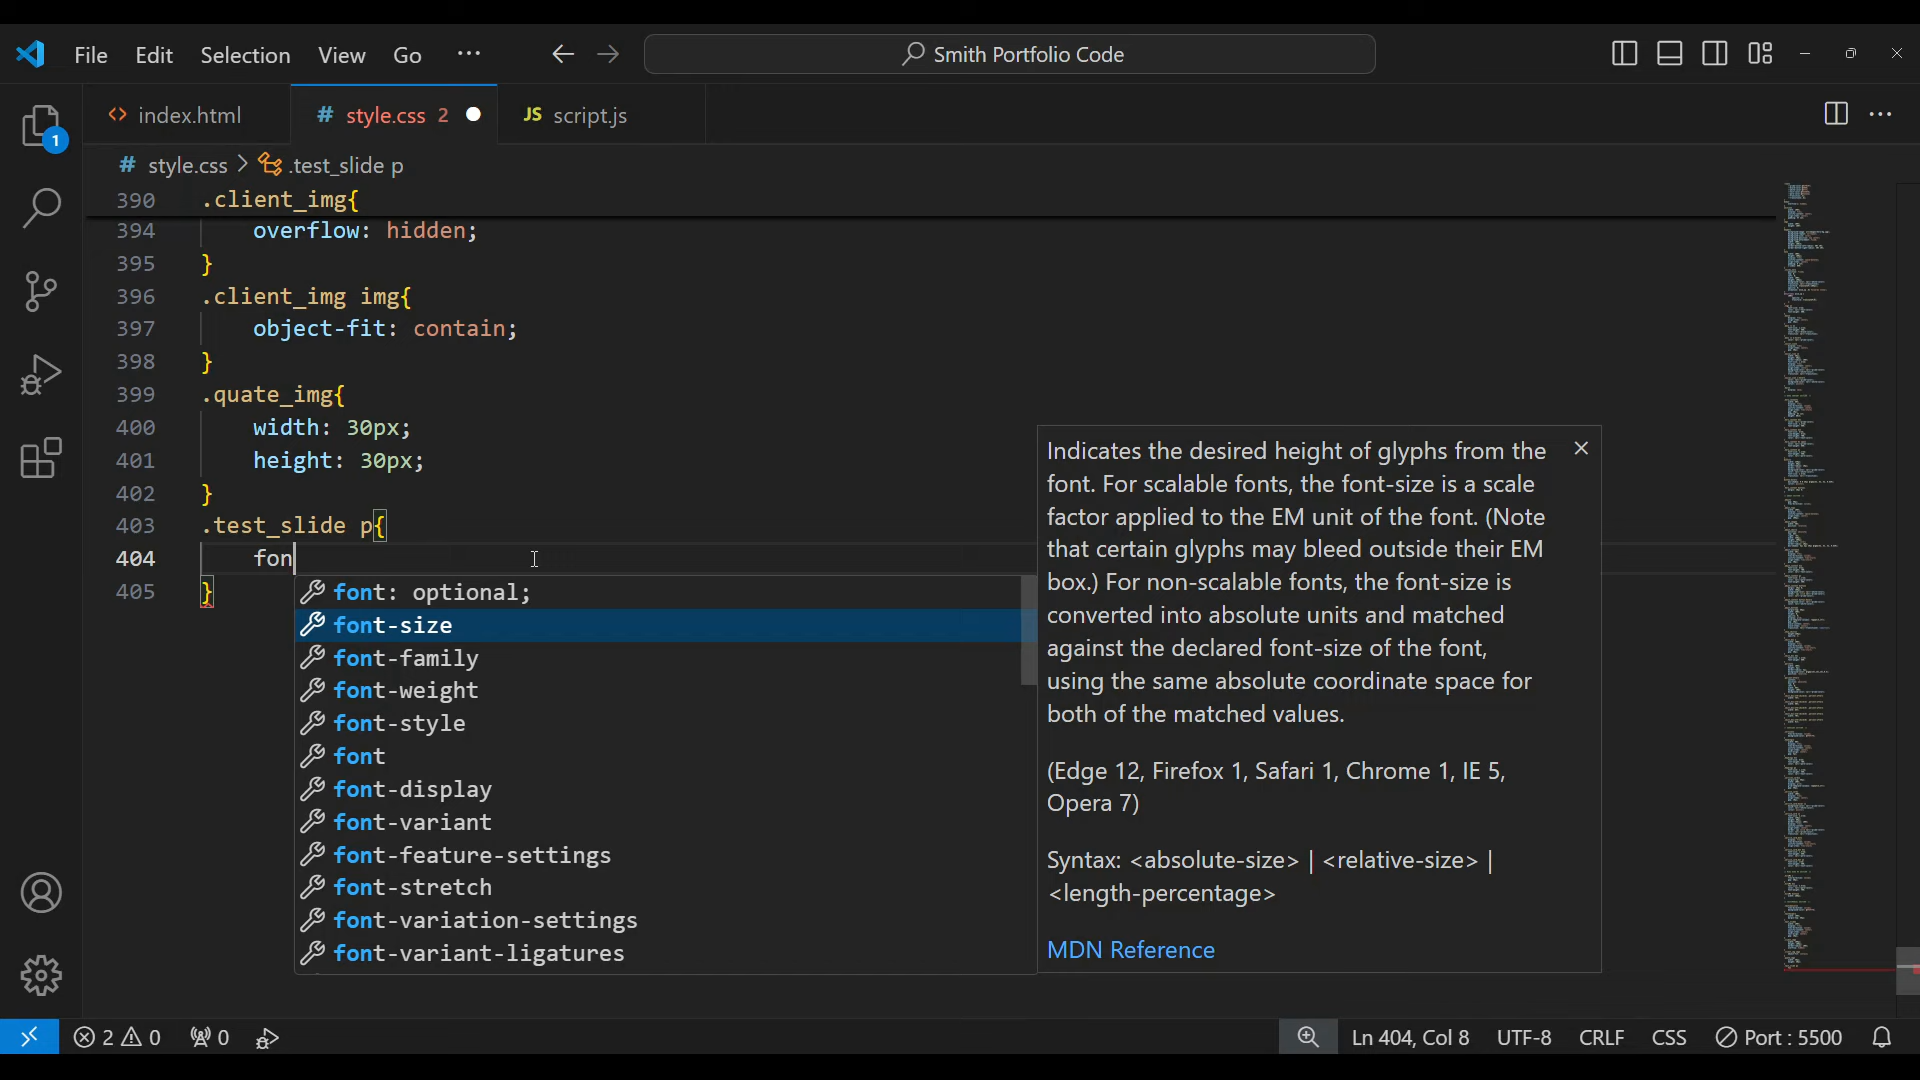 File Edit Selection View Go ··· Smith Portfolio Code
index.html # style.css 2 JS script.js
# style.css > .test_slide p
1
390 .client_img{
394 overflow: hidden;
395 }
396 .client_img img{
397 object-fit: contain;
398 }
399 .quate_img{
400 width: 30px;
401 height: 30px;
402 }
403 .test_slide p{
404 fon
405 }
font: optional;
font-size
font-family
font-weight
font-style
font
font-display
font-variant
font-feature-settings
font-stretch
font-variation-settings
font-variant-ligatures
Indicates the desired height of glyphs from the
font. For scalable fonts, the font-size is a scale
factor applied to the EM unit of the font. (Note
that certain glyphs may bleed outside their EM
box.) For non-scalable fonts, the font-size is
converted into absolute units and matched
against the declared font-size of the font,
using the same absolute coordinate space for
both of the matched values.
(Edge 12, Firefox 1, Safari 1, Chrome 1, IE 5,
Opera 7)
Syntax: <absolute-size> | <relative-size> |
<length-percentage>
MDN Reference
2 0 0 Ln 404, Col 8 UTF-8 CRLF CSS Port : 5500